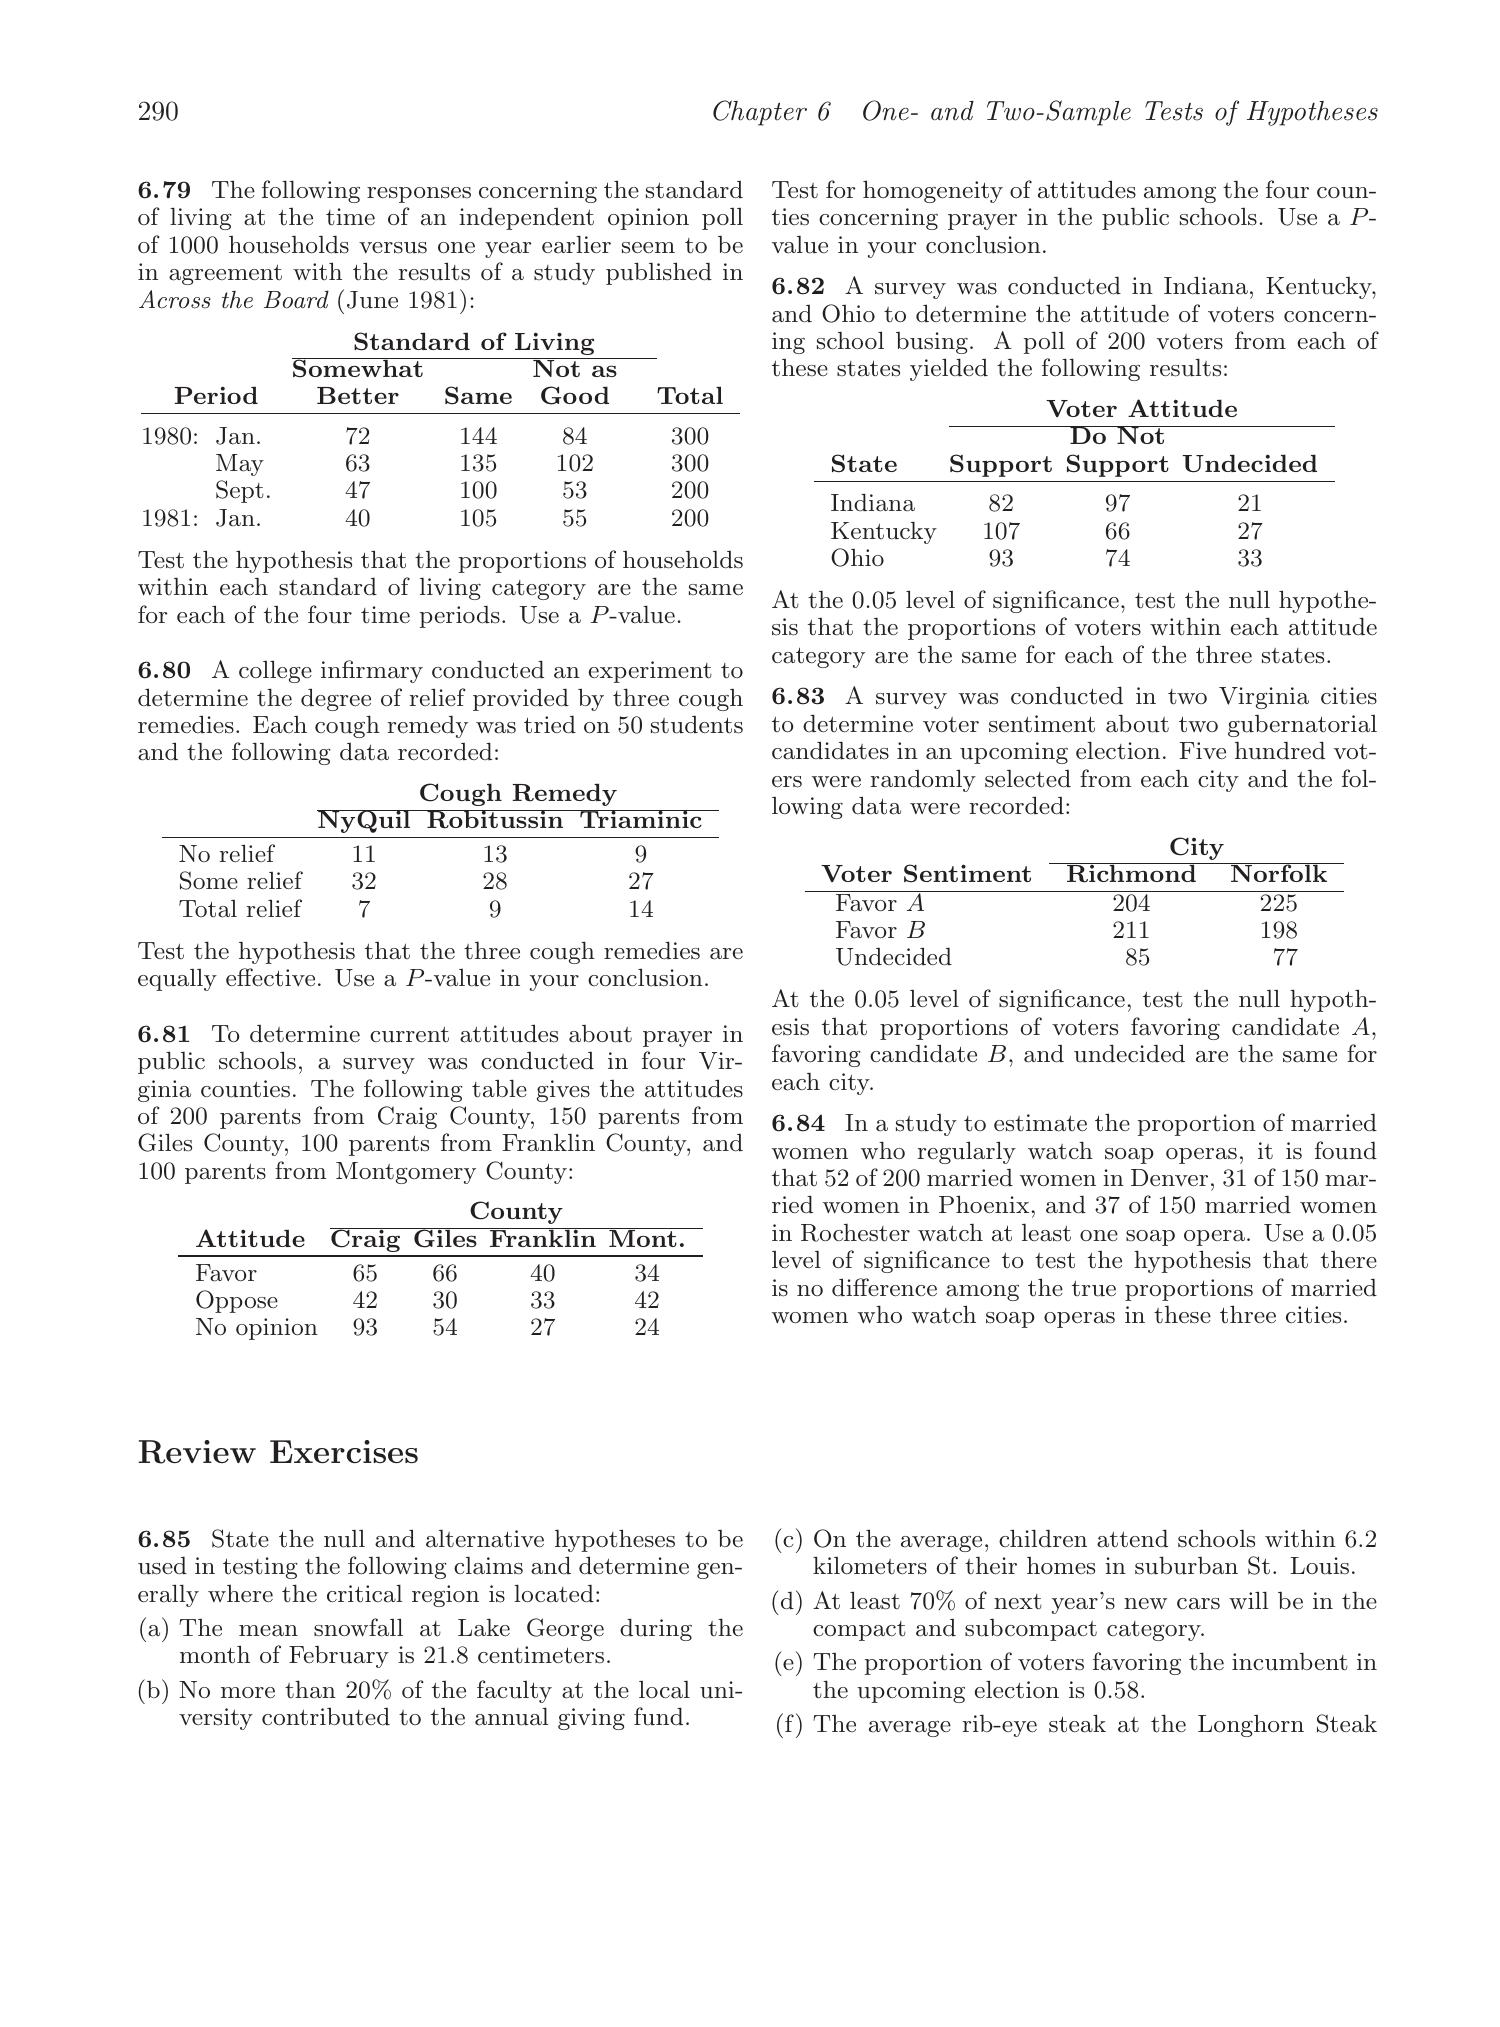 290
Chapter 6 One- and Two-Sample Tests of Hypotheses
6.79 The following responses concerning the standard
of living at the time of an independent opinion poll
of 1000 households versus one year earlier seem to be
in agreement with the results of a study published in
Across the Board (June 1981):
Standard of Living
Somewhat Not as
Period Better Same Good Total
1980: Jan. 72 144 84 300
May 63 135 102 300
Sept. 47 100 53 200
1981: Jan. 40 105 55 200
Test the hypothesis that the proportions of households
within each standard of living category are the same
for each of the four time periods. Use a P-value.
6.80 A college infirmary conducted an experiment to
determine the degree of relief provided by three cough
remedies. Each cough remedy was tried on 50 students
and the following data recorded:
Cough Remedy
NyQuil Robitussin Triaminic
No relief 11 13 9
Some relief 32 28 27
Total relief 7 9 14
Test the hypothesis that the three cough remedies are
equally effective. Use a P-value in your conclusion.
6.81 To determine current attitudes about prayer in
public schools, a survey was conducted in four Vir-
ginia counties. The following table gives the attitudes
of 200 parents from Craig County, 150 parents from
Giles County, 100 parents from Franklin County, and
100 parents from Montgomery County:
County
Attitude Craig Giles Franklin Mont.
Favor 65 66 40 34
Oppose 42 30 33 42
No opinion 93 54 27 24
Test for homogeneity of attitudes among the four coun-
ties concerning prayer in the public schools. Use a P-
value in your conclusion.
6.82 A survey was conducted in Indiana, Kentucky,
and Ohio to determine the attitude of voters concern-
ing school busing. A poll of 200 voters from each of
these states yielded the following results:
Voter Attitude
Do Not
State Support Support Undecided
Indiana 82 97 21
Kentucky 107 66 27
Ohio 93 74 33
At the 0.05 level of significance, test the null hypothe-
sis that the proportions of voters within each attitude
category are the same for each of the three states.
6.83 A survey was conducted in two Virginia cities
to determine voter sentiment about two gubernatorial
candidates in an upcoming election. Five hundred vot-
ers were randomly selected from each city and the fol-
lowing data were recorded:
City
Voter Sentiment Richmond Norfolk
Favor A 204 225
Favor B 211 198
Undecided 85 77
At the 0.05 level of significance, test the null hypoth-
esis that proportions of voters favoring candidate A,
favoring candidate B, and undecided are the same for
each city.
6.84 In a study to estimate the proportion of married
women who regularly watch soap operas, it is found
that 52 of 200 married women in Denver, 31 of 150 mar-
ried women in Phoenix, and 37 of 150 married women
in Rochester watch at least one soap opera. Use a 0.05
level of significance to test the hypothesis that there
is no difference among the true proportions of married
women who watch soap operas in these three cities.
Review Exercises
6.85 State the null and alternative hypotheses to be
used in testing the following claims and determine gen-
erally where the critical region is located:
(a) The mean snowfall at Lake George during the
month of February is 21.8 centimeters.
(b) No more than 20% of the faculty at the local uni-
versity contributed to the annual giving fund.
(c) On the average, children attend schools within 6.2
kilometers of their homes in suburban St. Louis.
(d) At least 70% of next year's new cars will be in the
compact and subcompact category.
(e) The proportion of voters favoring the incumbent in
the upcoming election is 0.58.
(f) The average rib-eye steak at the Longhorn Steak